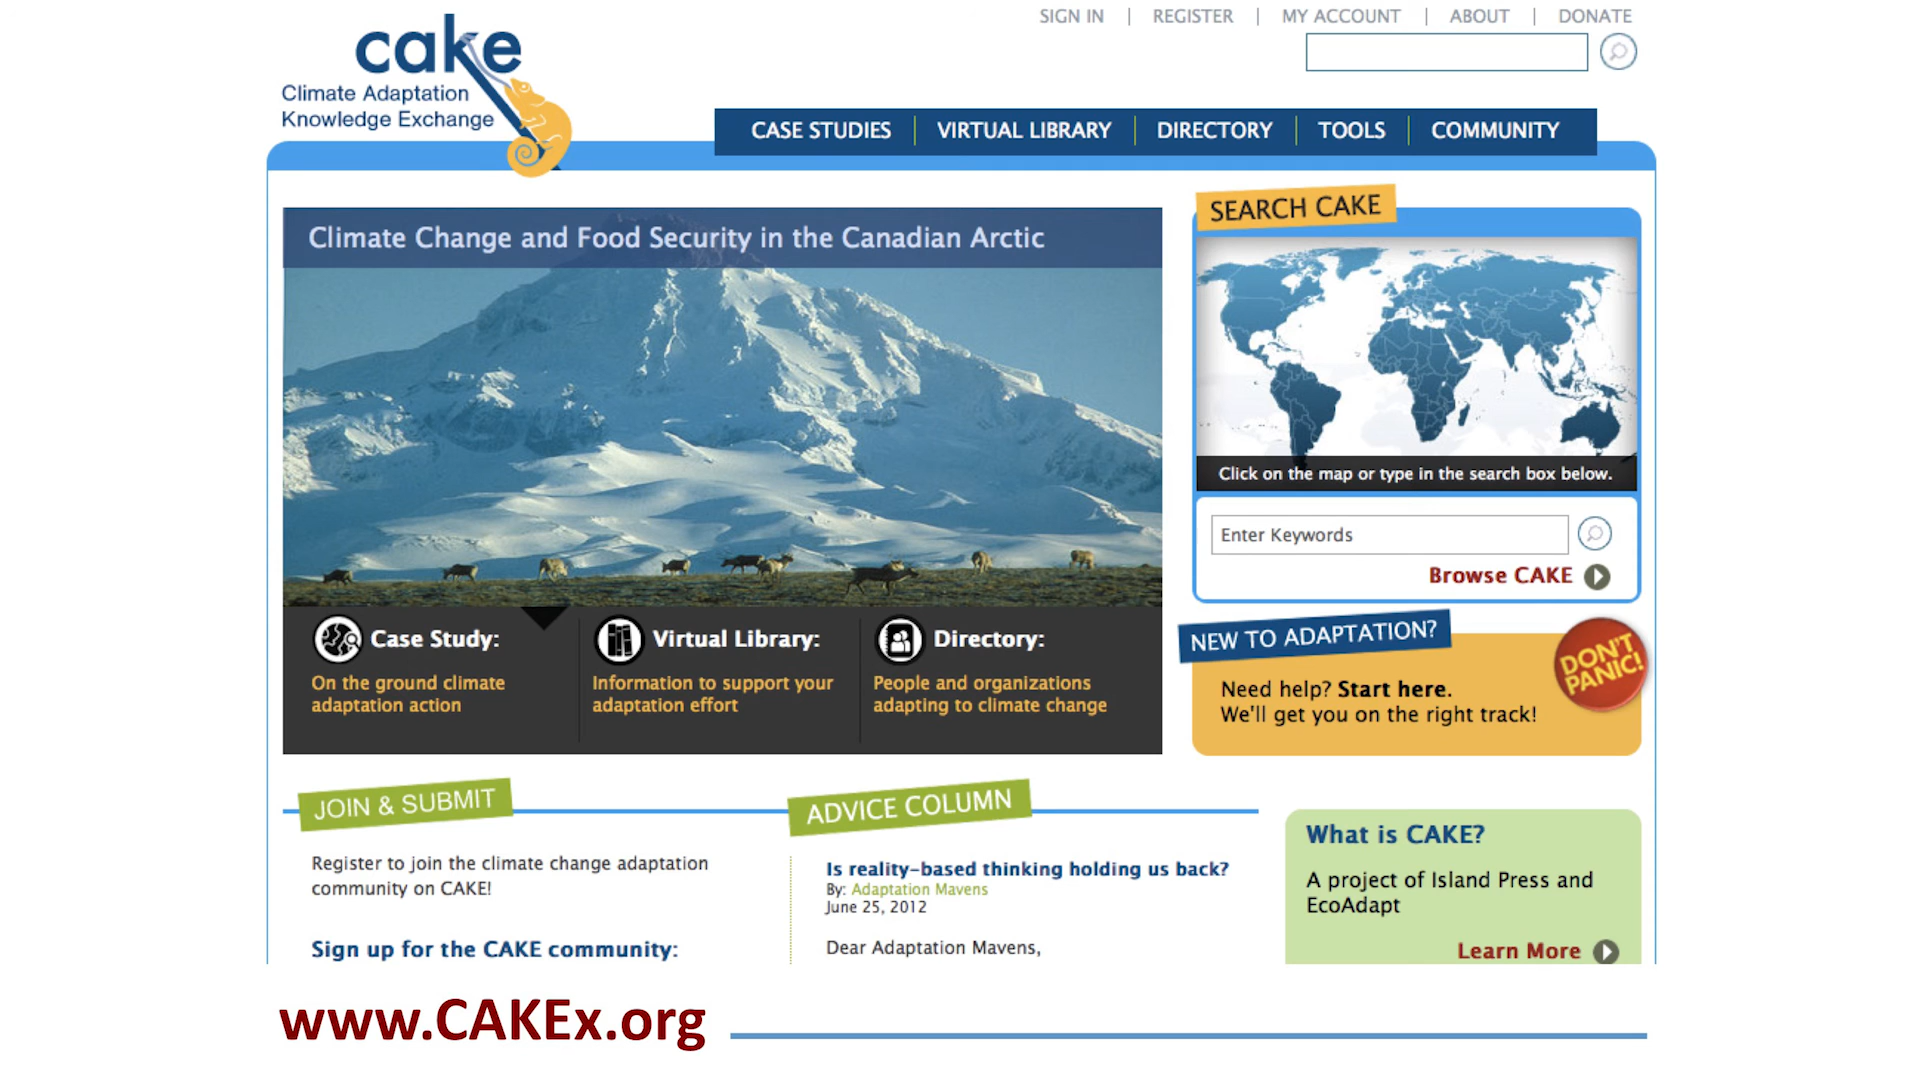 SIGN IN | REGISTER | MY ACCOUNT | ABOUT | DONATE
cake
Climate Adaptation
Knowledge Exchange
CASE STUDIES | VIRTUAL LIBRARY | DIRECTORY | TOOLS | COMMUNITY
Climate Change and Food Security in the Canadian Arctic
Case Study:
On the ground climate
adaptation action
Virtual Library:
Information to support your
adaptation effort
Directory:
People and organizations
adapting to climate change
SEARCH CAKE
Click on the map or type in the search box below.
Enter Keywords
Browse CAKE
NEW TO ADAPTATION?
DON'T
PANIC!
Need help? Start here.
We'll get you on the right track!
JOIN & SUBMIT
Register to join the climate change adaptation
community on CAKE!
Sign up for the CAKE community:
ADVICE COLUMN
Is reality-based thinking holding us back?
By: Adaptation Mavens
June 25, 2012
Dear Adaptation Mavens,
What is CAKE?
A project of Island Press and
EcoAdapt
Learn More
www.CAKEx.org